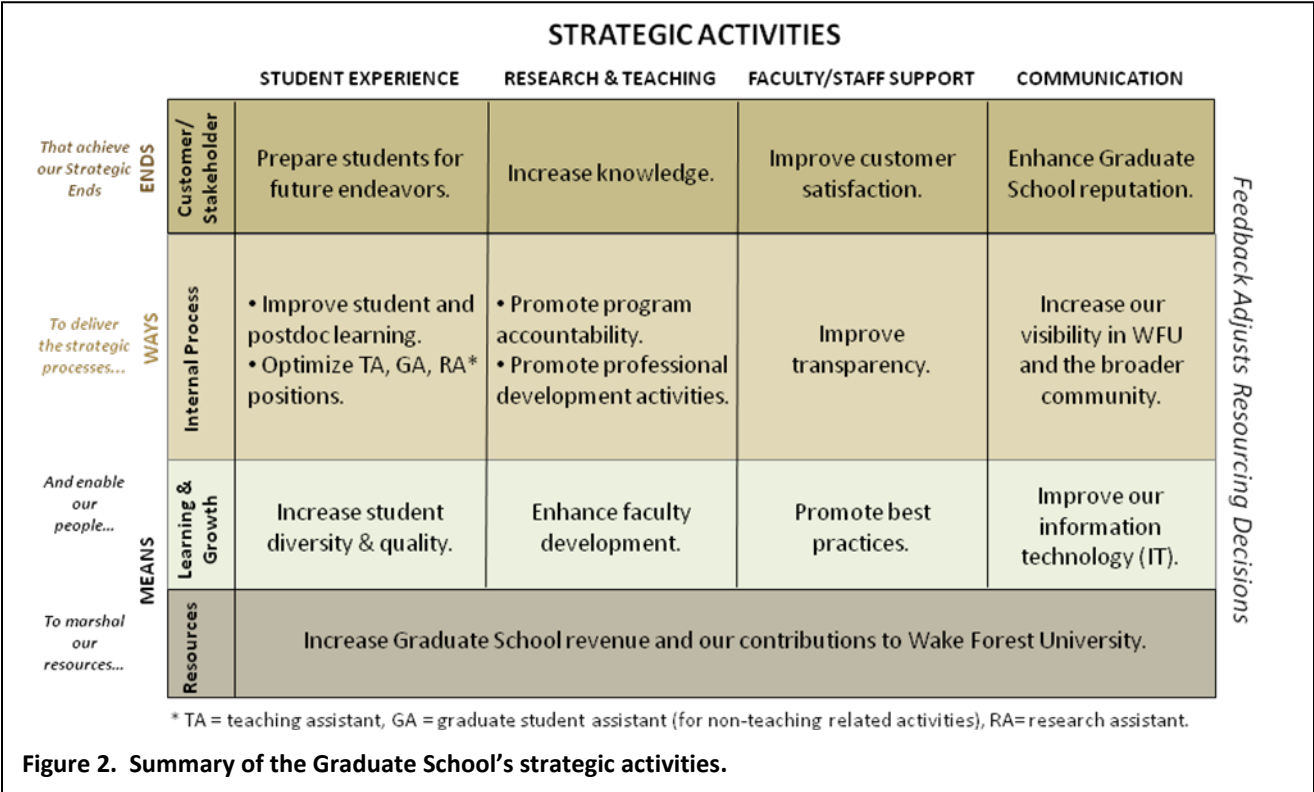 STRATEGIC ACTIVITIES
STUDENT EXPERIENCE
RESEARCH & TEACHING
FACULTY/STAFF SUPPORT
COMMUNICATION
That achieve
our Strategic
Ends
ENDS
Customer/
Stakeholder
Prepare students for
future endeavors.
Increase knowledge.
Improve customer
satisfaction.
Enhance Graduate
School reputation.
To deliver
the strategic
processes...
WAYS
Internal Process
• Improve student and
postdoc learning.
• Optimize TA, GA, RA*
positions.
• Promote program
accountability.
• Promote professional
development activities.
Improve
transparency.
Increase our
visibility in WFU
and the broader
community.
And enable
our
people...
MEANS
Learning &
Growth
Increase student
diversity & quality.
Enhance faculty
development.
Promote best
practices.
Improve our
information
technology (IT).
To marshal
our
resources...
Resources
Increase Graduate School revenue and our contributions to Wake Forest University.
Feedback Adjusts Resourcing Decisions
* TA = teaching assistant, GA = graduate student assistant (for non-teaching related activities), RA= research assistant.
Figure 2. Summary of the Graduate School's strategic activities.